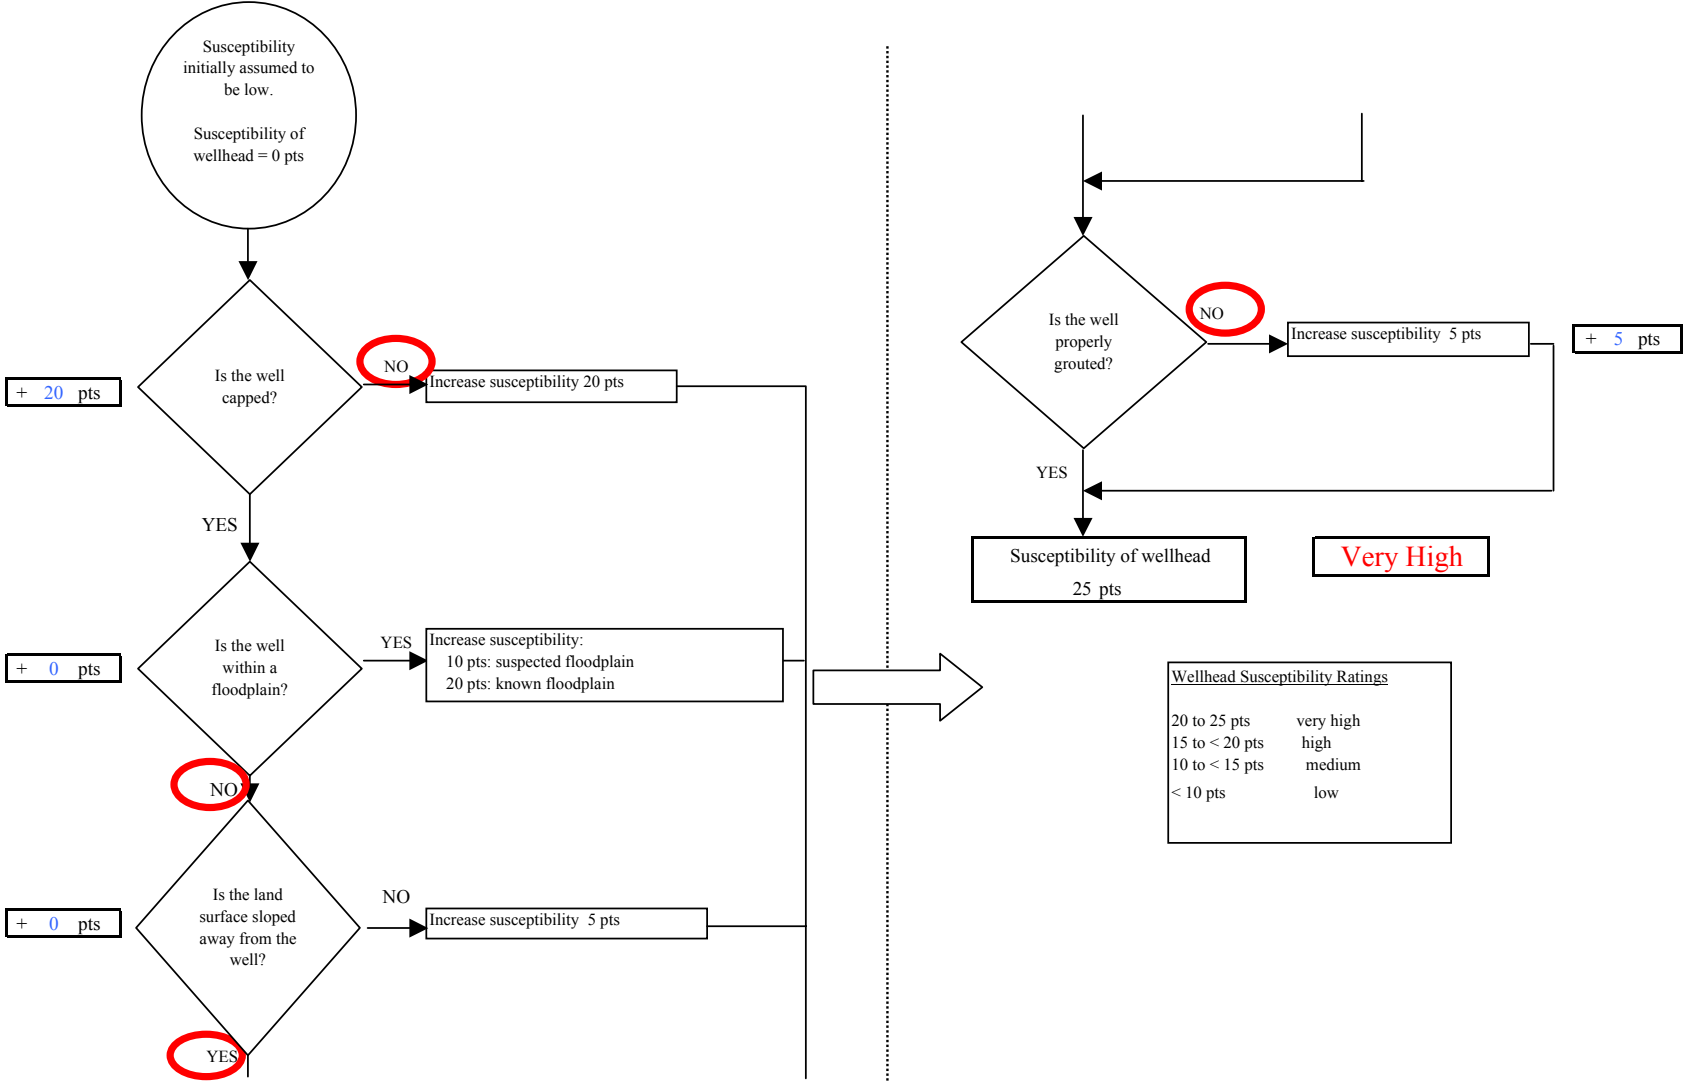 Susceptibility
initially assumed to
be low.
Susceptibility of
wellhead = 0 pts
NO
Is the well
capped?
Increase susceptibility 20 pts
+ 20 pts
YES
Is the well
within a
floodplain?
YES
Increase susceptibility:
10 pts: suspected floodplain
20 pts: known floodplain
+ 0 pts
NO
Is the land
surface sloped
away from the
well?
NO
Increase susceptibility 5 pts
+ 0 pts
YES
Is the well
properly
grouted?
NO
Increase susceptibility 5 pts
+ 5 pts
YES
Susceptibility of wellhead
25 pts
Very High
Wellhead Susceptibility Ratings
20 to 25 pts very high
15 to < 20 pts high
10 to < 15 pts medium
< 10 pts low